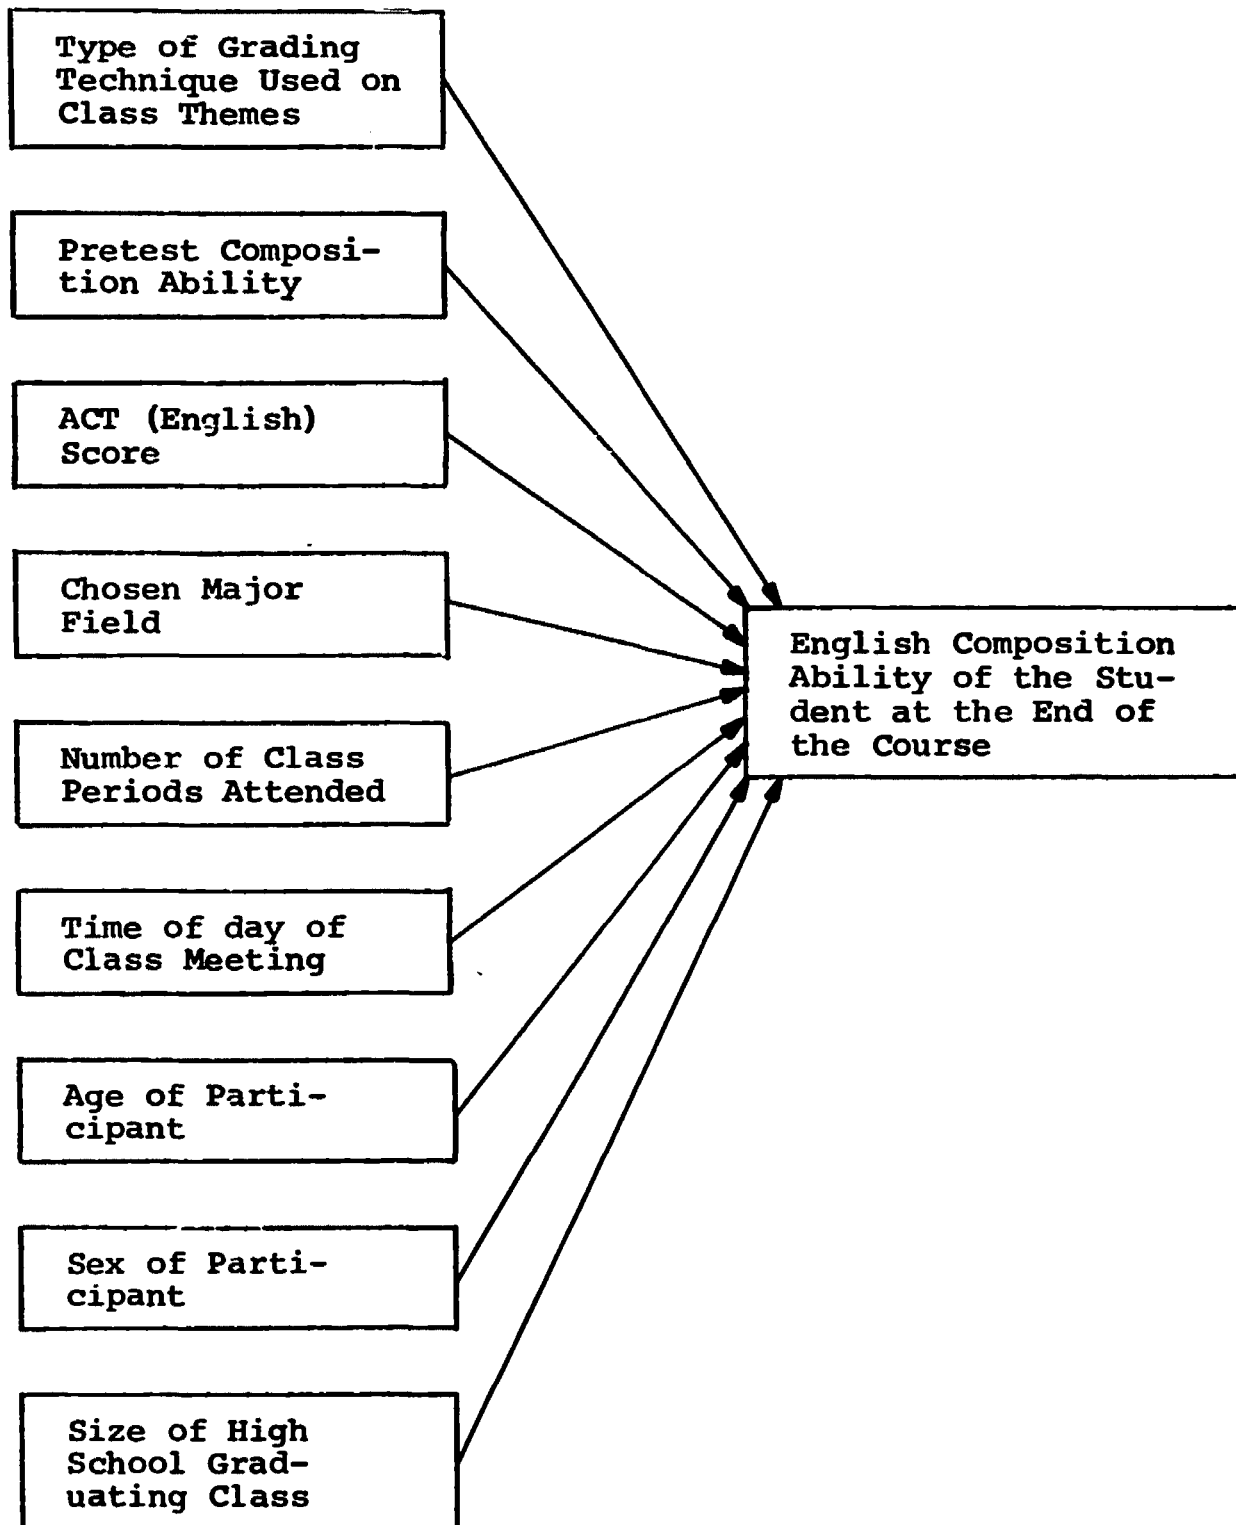 Type of Grading
Technique Used on
Class Themes
Pretest Composi-
tion Ability
ACT (English)
Score
Chosen Major
Field
Number of Class
Periods Attended
Time of day of
Class Meeting
Age of Parti-
cipant
Sex of Parti-
cipant
Size of High
School Grad-
uating Class
English Composition
Ability of the Stu-
dent at the End of
the Course